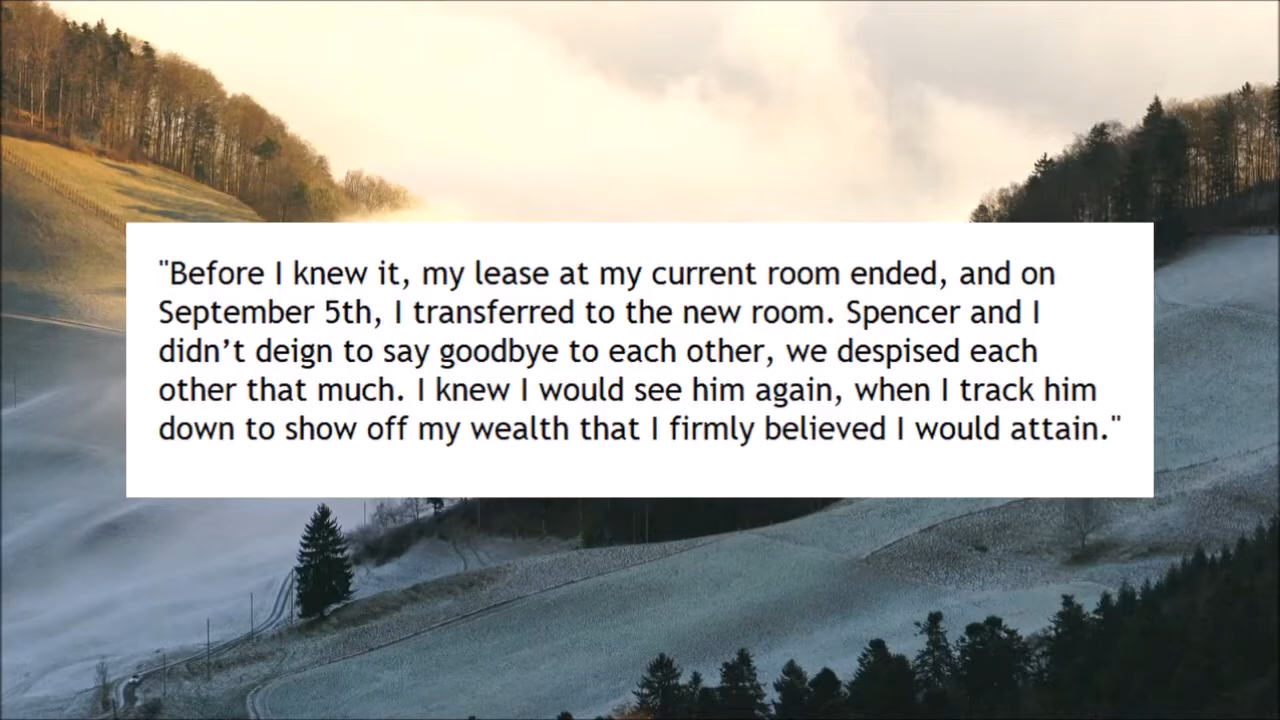 "Before I knew it, my lease at my current room ended, and on
September 5th, I transferred to the new room. Spencer and I
didn’t deign to say goodbye to each other, we despised each
other that much. I knew I would see him again, when I track him
down to show off my wealth that I firmly believed I would attain."